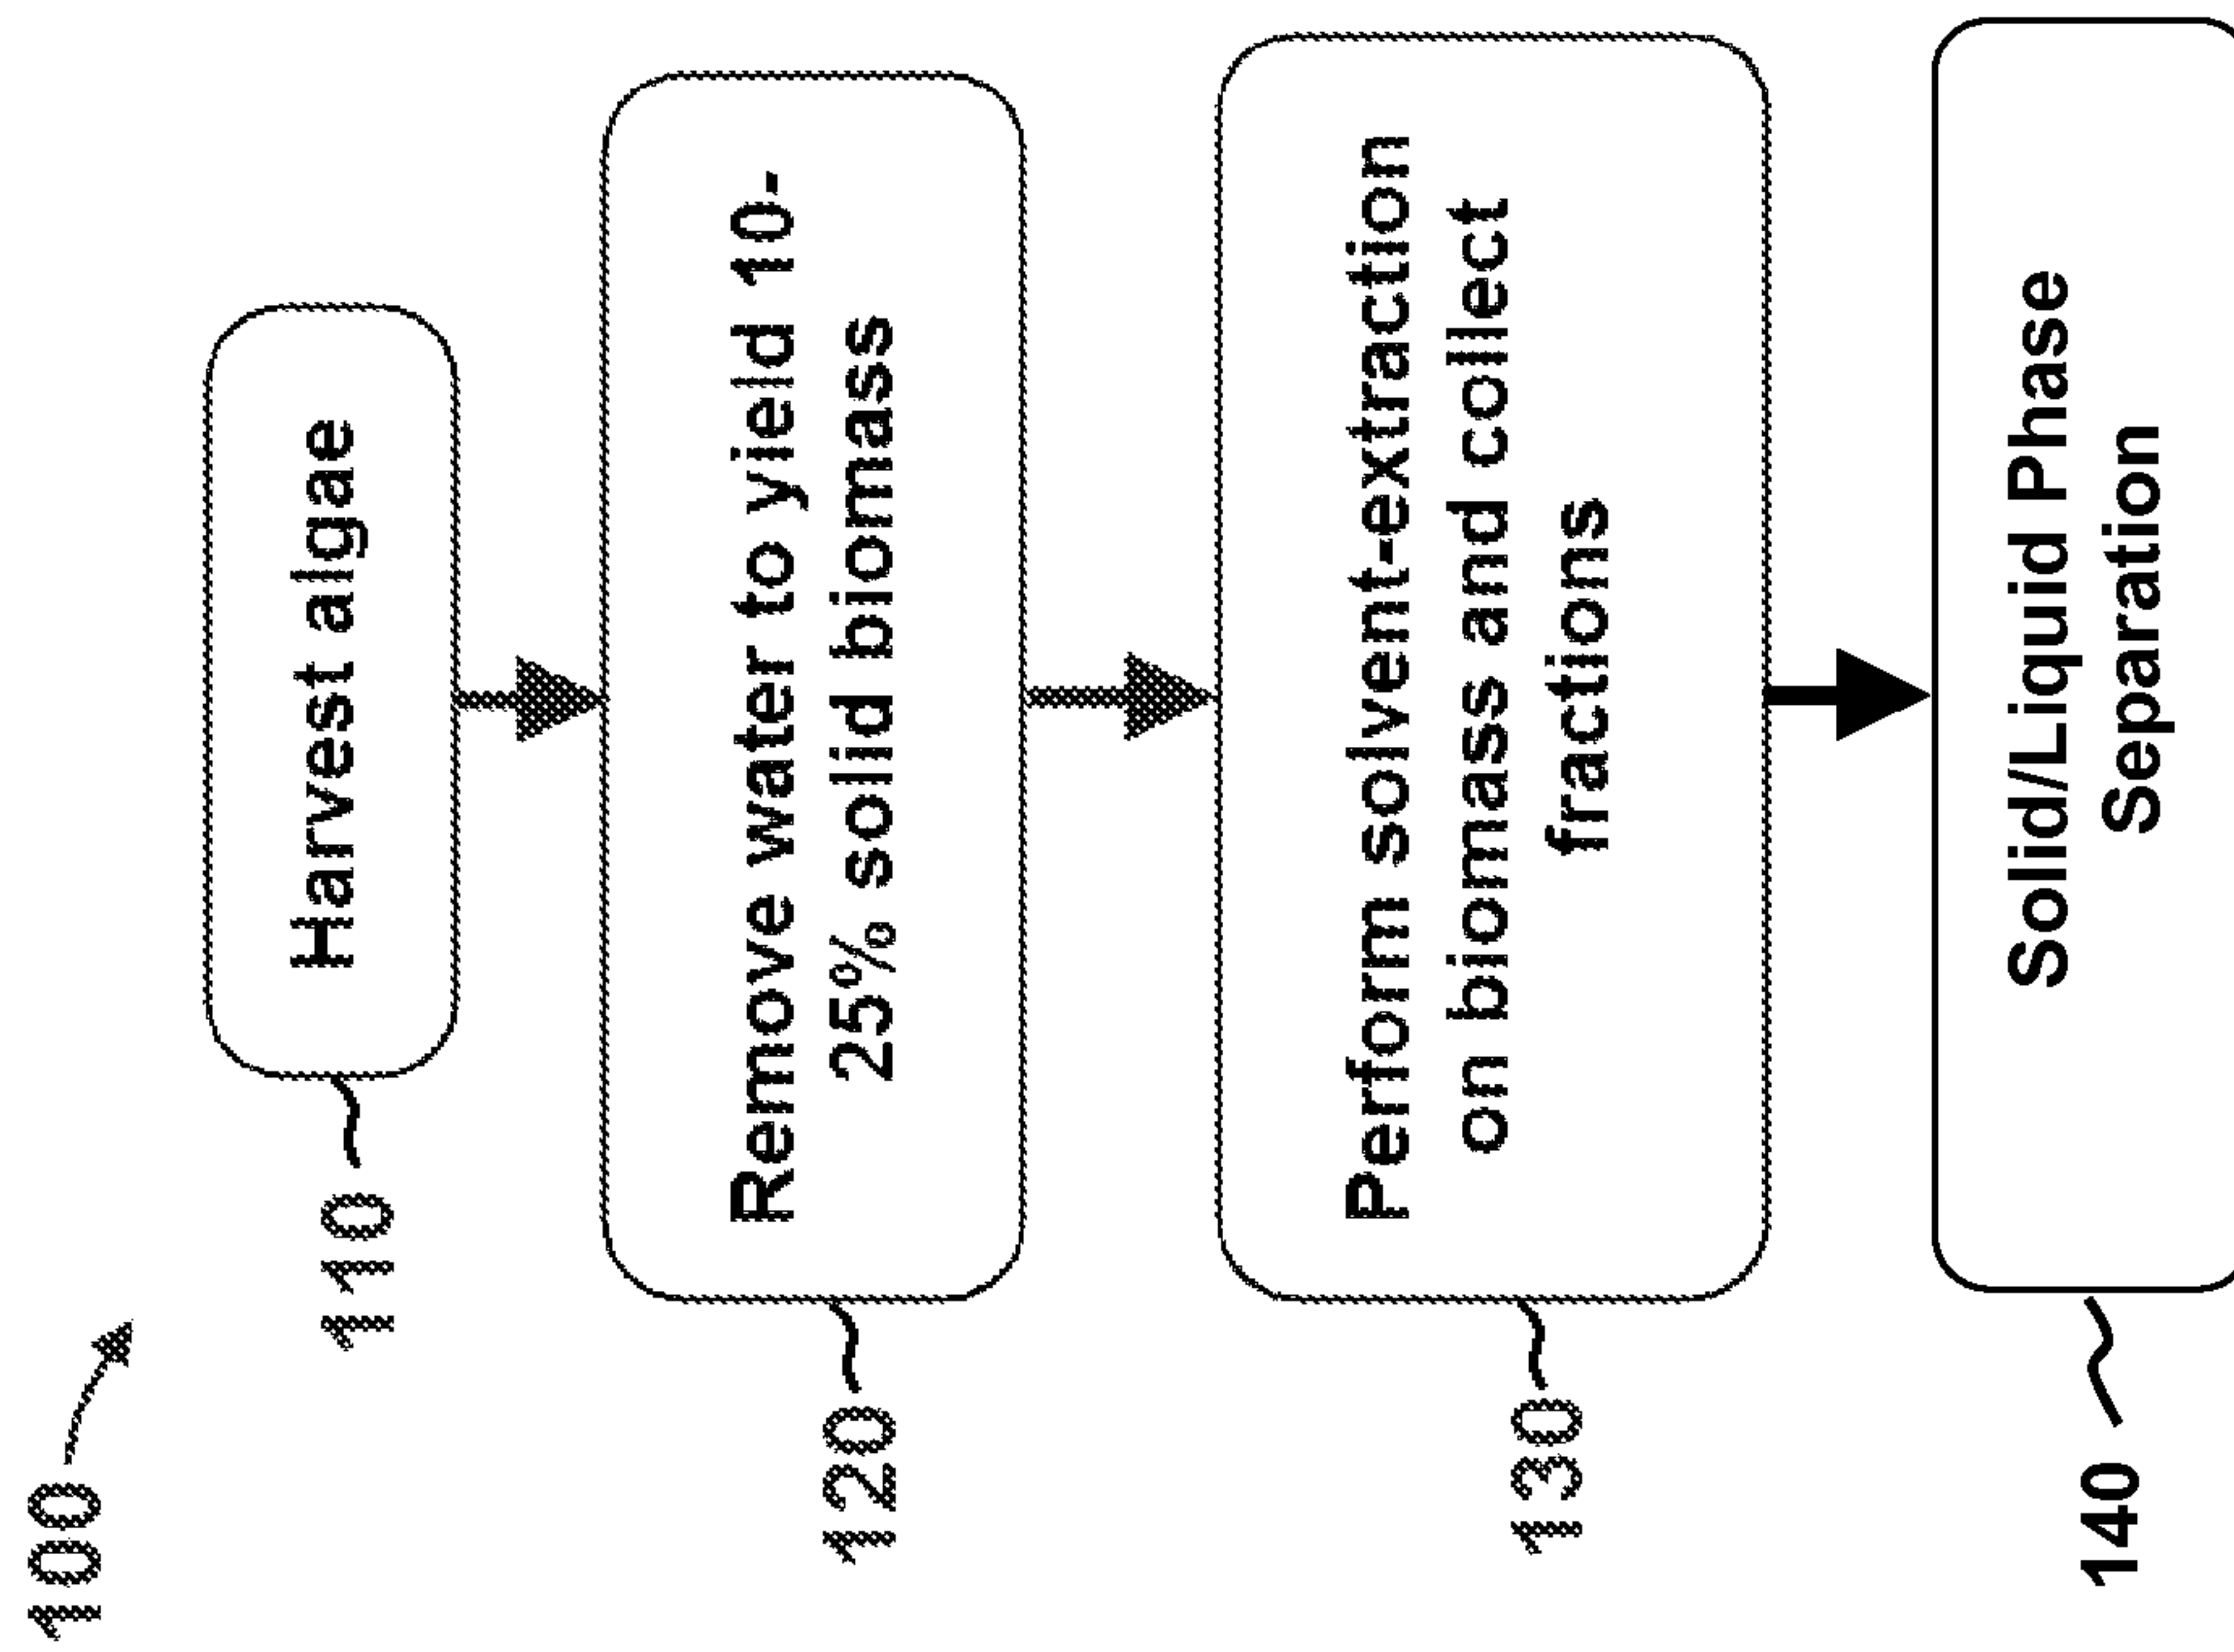 100
110
Harvest algae
120
Remove water to yield 10-
25% solid biomass
130
Perform solvent-extraction
on biomass and collect
fractions
140
Solid/Liquid Phase
Separation